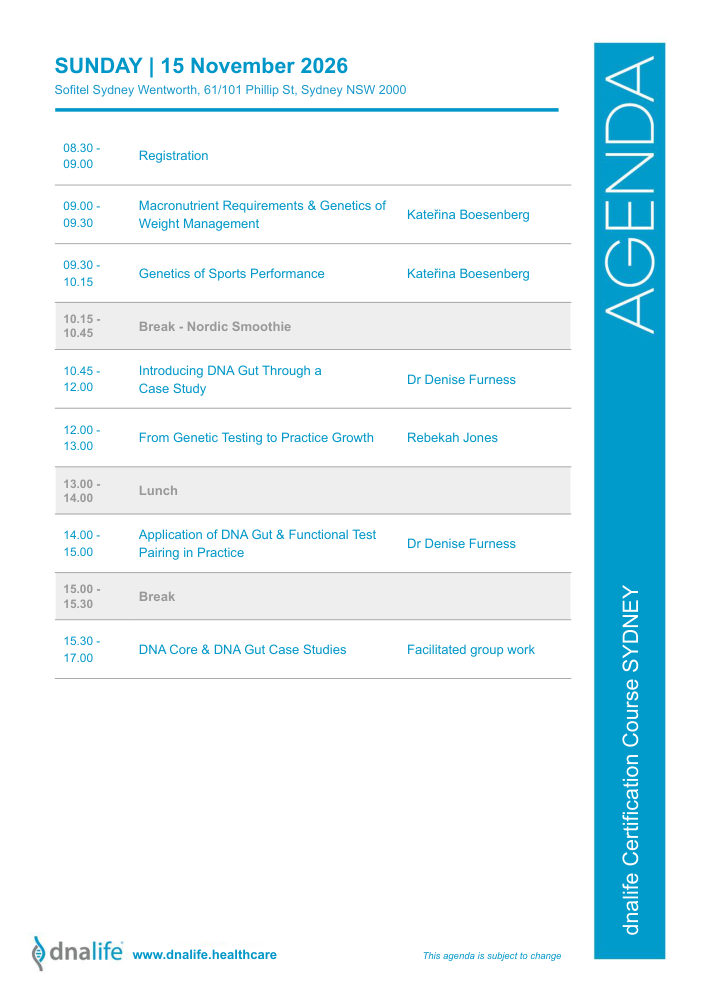 SUNDAY | 15 November 2026
Sofitel Sydney Wentworth, 61/101 Phillip St, Sydney NSW 2000
08.30 -
09.00
Registration
09.00 -
09.30
Macronutrient Requirements & Genetics of
Weight Management
Kateřina Boesenberg
09.30 -
10.15
Genetics of Sports Performance
Kateřina Boesenberg
10.15 -
10.45
Break - Nordic Smoothie
10.45 -
12.00
Introducing DNA Gut Through a
Case Study
Dr Denise Furness
12.00 -
13.00
From Genetic Testing to Practice Growth
Rebekah Jones
13.00 -
14.00
Lunch
14.00 -
15.00
Application of DNA Gut & Functional Test
Pairing in Practice
Dr Denise Furness
15.00 -
15.30
Break
15.30 -
17.00
DNA Core & DNA Gut Case Studies
Facilitated group work
AGENDA
dnalife Certification Course SYDNEY
dnalife
www.dnalife.healthcare
This agenda is subject to change